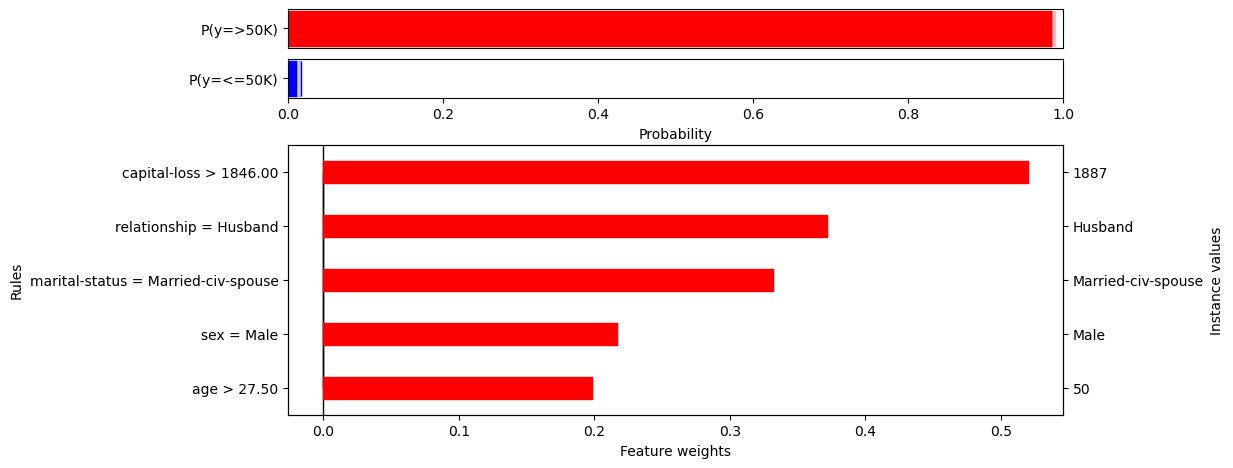 P(y=>50K)
P(y=<=50K)
0.0 0.2 0.4 0.6 0.8 1.0
Probability
capital-loss > 1846.00 1887
relationship = Husband Husband
marital-status = Married-civ-spouse Married-civ-spouse
sex = Male Male
age > 27.50 50
Rules
Instance values
0.0 0.1 0.2 0.3 0.4 0.5
Feature weights